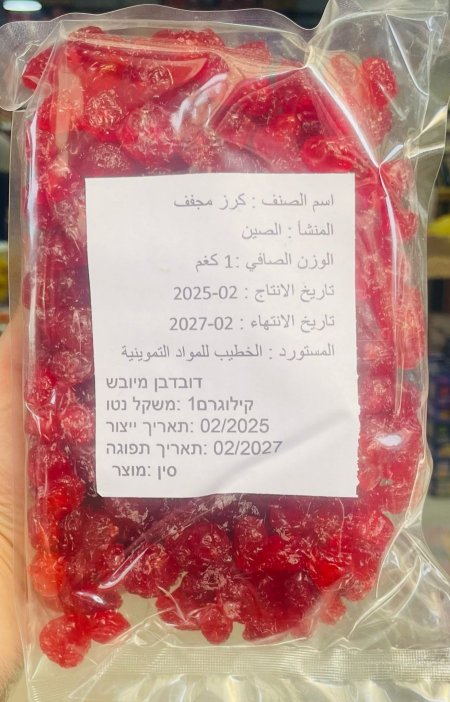 اسم الصنف : كرز مجفف
المنشأ : الصين
الوزن الصافي :1 كغم
تاريخ الانتاج : 02-2025
تاريخ الانتهاء : 02-2027
المستورد : الخطيب للمواد التموينية
דובדבן מיובש
קילוגרם1 :משקל נטו
תאריך ייצור: 02/2025
תאריך תפוגה: 02/2027
סין :מוצר